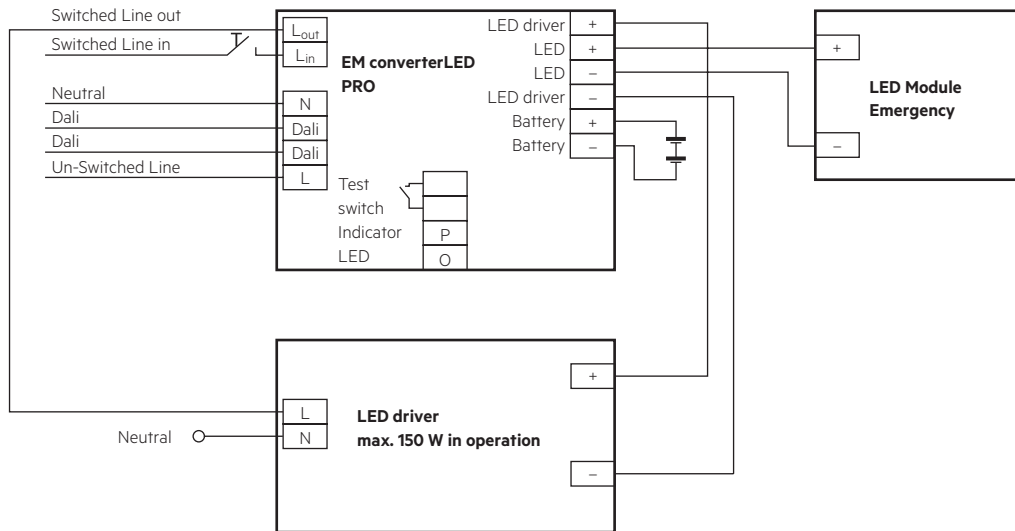 Switched Line out
Switched Line in
Neutral
Dali
Dali
Un-Switched Line
Lout
Lin
N
Dali
Dali
L
EM converterLED
PRO
Test
switch
Indicator
LED
P
O
LED driver +
LED +
LED –
LED driver –
Battery +
Battery –
+
–
LED Module
Emergency
L
N
Neutral
LED driver
max. 150 W in operation
+
–